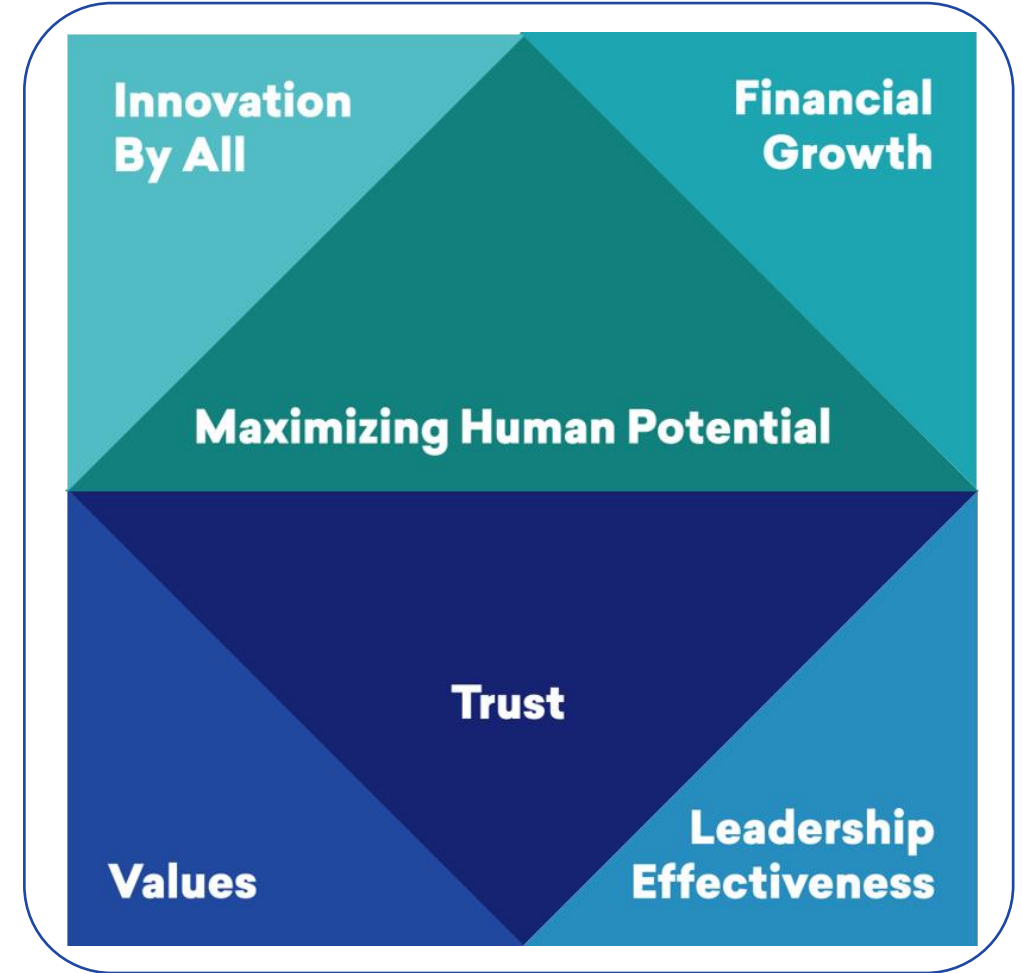 Innovation
By All
Financial
Growth
Maximizing Human Potential
Trust
Values
Leadership
Effectiveness